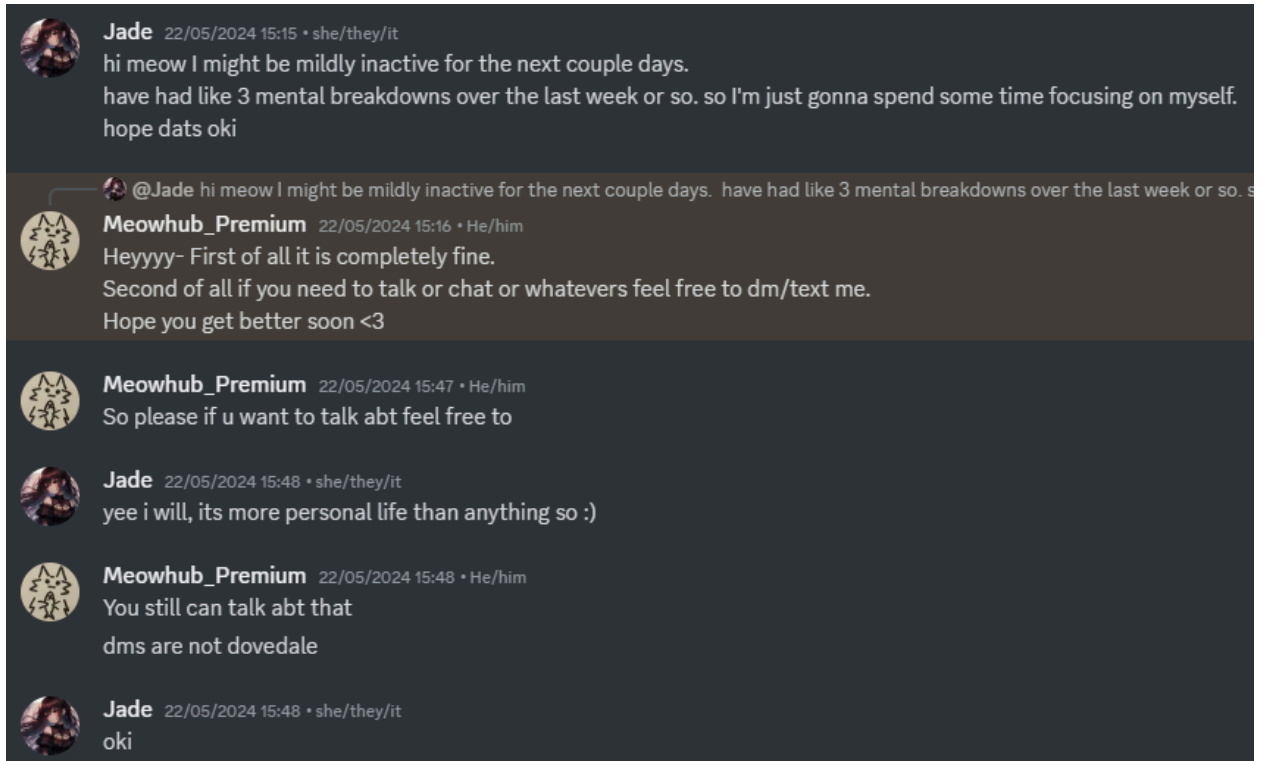 Jade 22/05/2024 15:15 • she/they/it
hi meow I might be mildly inactive for the next couple days.
have had like 3 mental breakdowns over the last week or so. so I'm just gonna spend some time focusing on myself.
hope dats oki
@Jade hi meow I might be mildly inactive for the next couple days. have had like 3 mental breakdowns over the last week or so. s
Meowhub_Premium 22/05/2024 15:16 • He/him
Heyyyy- First of all it is completely fine.
Second of all if you need to talk or chat or whatevers feel free to dm/text me.
Hope you get better soon <3
Meowhub_Premium 22/05/2024 15:47 • He/him
So please if u want to talk abt feel free to
Jade 22/05/2024 15:48 • she/they/it
yee i will, its more personal life than anything so :)
Meowhub_Premium 22/05/2024 15:48 • He/him
You still can talk abt that
dms are not dovedale
Jade 22/05/2024 15:48 • she/they/it
oki